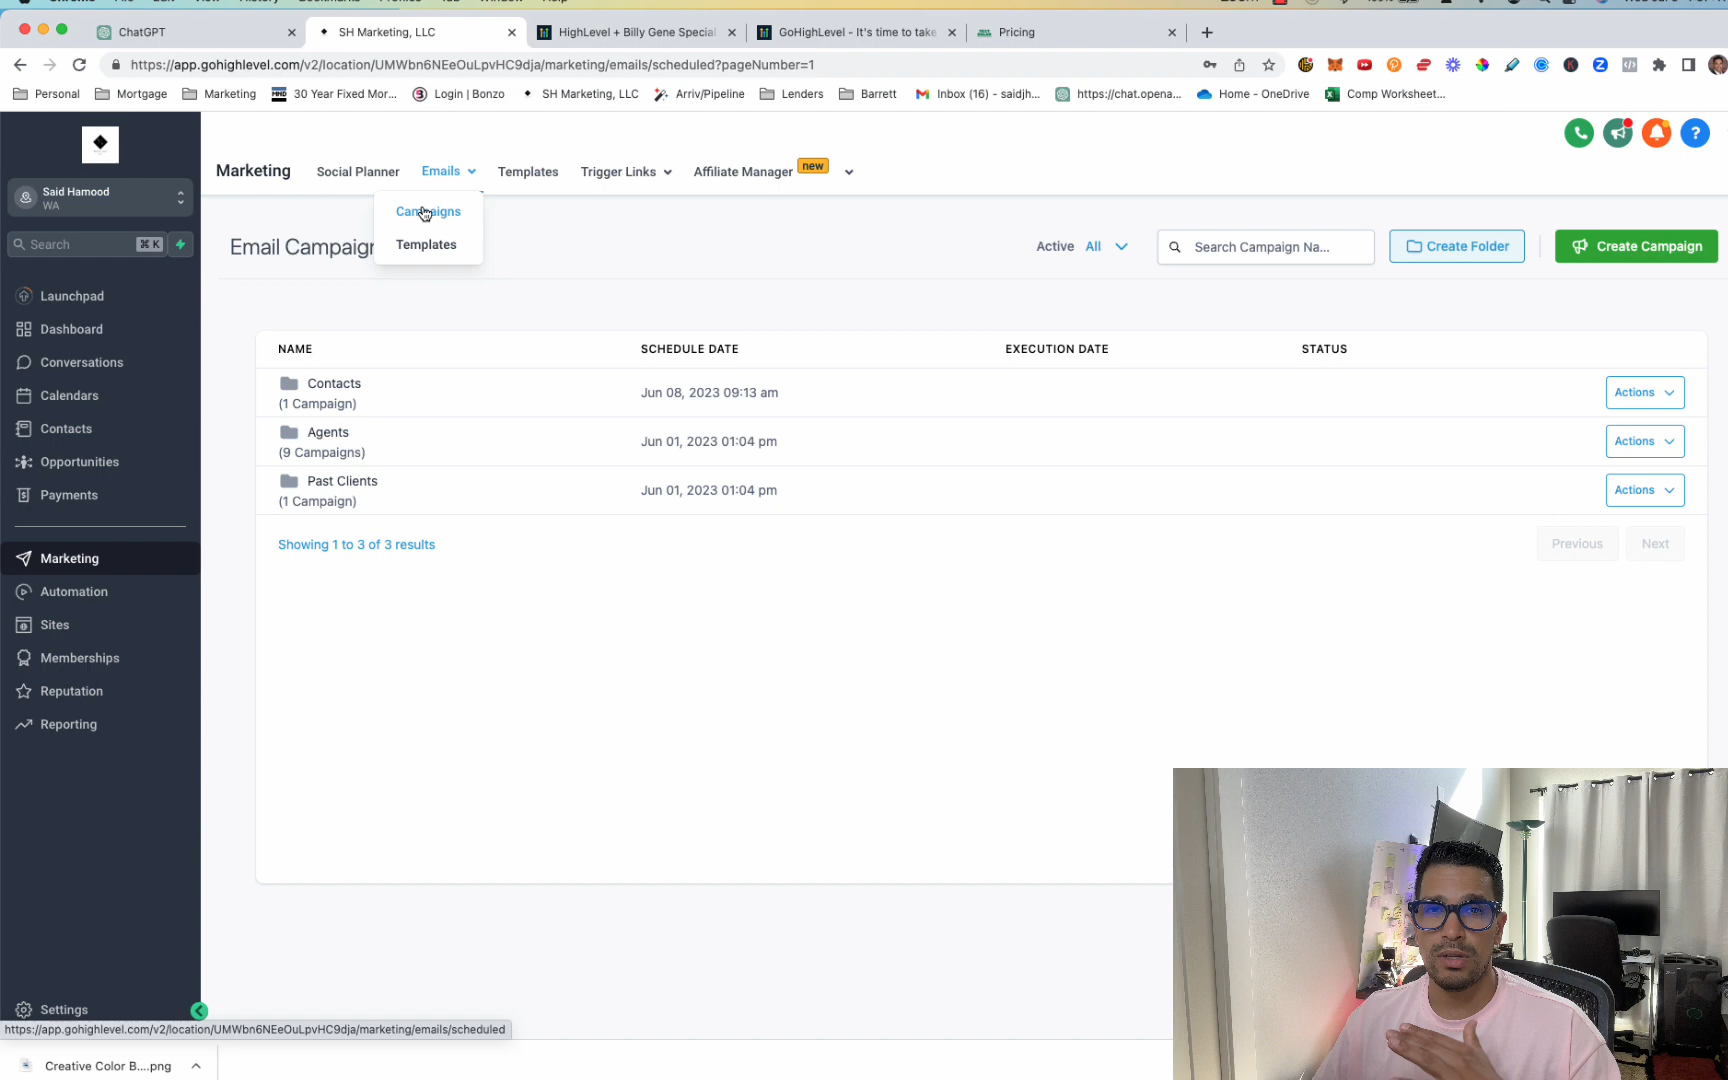 ChatGPT
SH Marketing, LLC
HighLevel + Billy Gene Special
GoHighLevel - It's time to take
Pricing
https://app.gohighlevel.com/v2/location/UMWbn6NEeOuLpvHC9dja/marketing/emails/scheduled?pageNumber=1
Personal
Mortgage
Marketing
30 Year Fixed Mor...
Login | Bonzo
SH Marketing, LLC
Arriv/Pipeline
Lenders
Barrett
Inbox (16) - saidjh...
https://chat.opena...
Home - OneDrive
Comp Worksheet...
Said Hamood
WA
Search
⌘ K
Launchpad
Dashboard
Conversations
Calendars
Contacts
Opportunities
Payments
Marketing
Automation
Sites
Memberships
Reputation
Reporting
Settings
Marketing
Social Planner
Emails
Templates
Trigger Links
Affiliate Manager
new
Campaigns
Templates
Email Campaign
Active All
Search Campaign Na...
Create Folder
Create Campaign
NAME SCHEDULE DATE EXECUTION DATE STATUS
Contacts
(1 Campaign)
Jun 08, 2023 09:13 am
Actions
Agents
(9 Campaigns)
Jun 01, 2023 01:04 pm
Actions
Past Clients
(1 Campaign)
Jun 01, 2023 01:04 pm
Actions
Showing 1 to 3 of 3 results
Previous
Next
https://app.gohighlevel.com/v2/location/UMWbn6NEeOuLpvHC9dja/marketing/emails/scheduled
Creative Color B....png